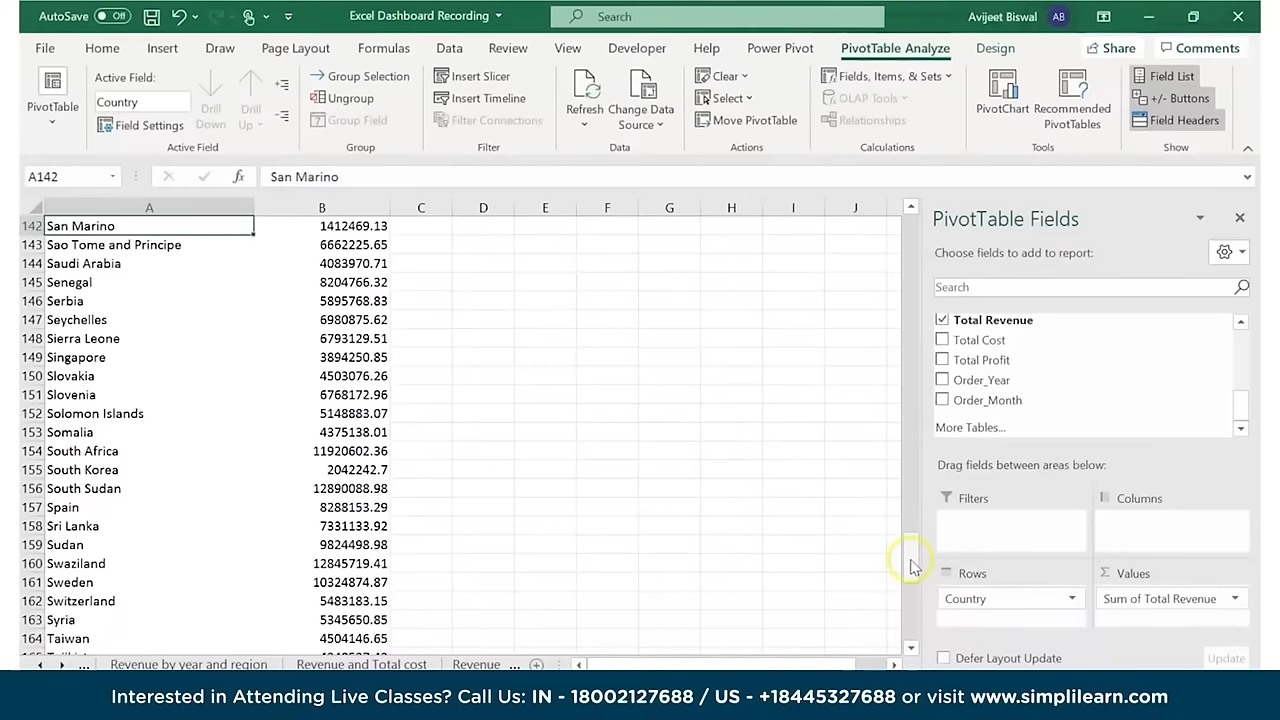 AutoSave Off Excel Dashboard Recording Search Avijeet Biswal AB
File Home Insert Draw Page Layout Formulas Data Review View Developer Help Power Pivot PivotTable Analyze Design Share Comments
PivotTable
Active Field:
Country
Field Settings
Drill Down
Drill Up
Active Field
Group Selection
Ungroup
Group Field
Group
Insert Slicer
Insert Timeline
Filter Connections
Filter
Refresh
Change Data Source
Data
Clear
Select
Move PivotTable
Actions
Fields, Items, & Sets
OLAP Tools
Relationships
Calculations
PivotChart
Recommended PivotTables
Tools
Field List
+/- Buttons
Field Headers
Show
A142 fx San Marino
A B C D E F G H I J
142 San Marino 1412469.13
143 Sao Tome and Principe 6662225.65
144 Saudi Arabia 4083970.71
145 Senegal 8204766.32
146 Serbia 5895768.83
147 Seychelles 6980875.62
148 Sierra Leone 6793129.51
149 Singapore 3894250.85
150 Slovakia 4503076.26
151 Slovenia 6768172.96
152 Solomon Islands 5148883.07
153 Somalia 4375138.01
154 South Africa 11920602.36
155 South Korea 2042242.7
156 South Sudan 12890088.98
157 Spain 8288153.29
158 Sri Lanka 7331133.92
159 Sudan 9824498.98
160 Swaziland 12845719.41
161 Sweden 10324874.87
162 Switzerland 5483183.15
163 Syria 5345650.85
164 Taiwan 4504146.65
PivotTable Fields
Choose fields to add to report:
Search
Total Revenue
Total Cost
Total Profit
Order_Year
Order_Month
More Tables...
Drag fields between areas below:
Filters Columns
Rows Σ Values
Country Sum of Total Revenue
Defer Layout Update Update
... Revenue by year and region Revenue and Total cost Revenue ...
Interested in Attending Live Classes? Call Us: IN - 18002127688 / US - +18445327688 or visit www.simplilearn.com